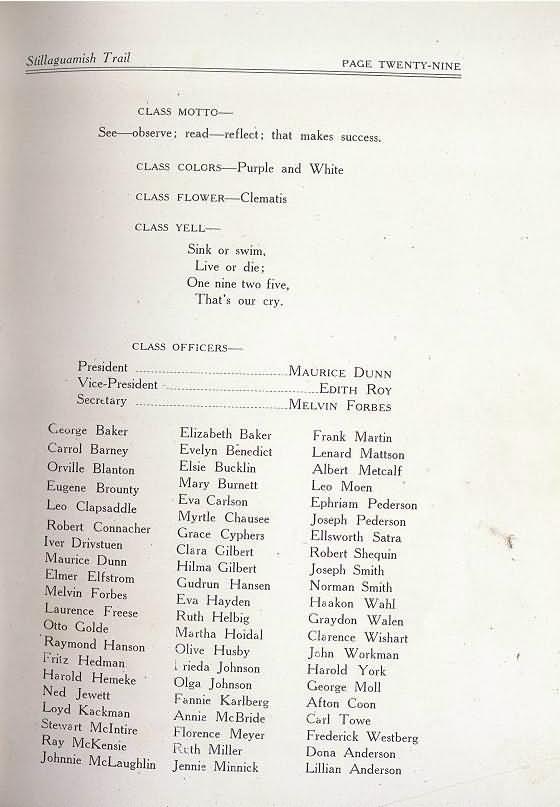 Stillaguamish Trail PAGE TWENTY-NINE
CLASS MOTTO—
See—observe; read—reflect; that makes success.
CLASS COLORS—Purple and White
CLASS FLOWER—Clematis
CLASS YELL—
Sink or swim,
Live or die;
One nine two five,
That's our cry.
CLASS OFFICERS—
President MAURICE DUNN
Vice-President EDITH ROY
Secretary MELVIN FORBES
George Baker
Carrol Barney
Orville Blanton
Eugene Brounty
Leo Clapsaddle
Robert Connacher
Iver Drivstuen
Maurice Dunn
Elmer Elfstrom
Melvin Forbes
Laurence Freese
Otto Golde
Raymond Hanson
Fritz Hedman
Harold Hemeke
Ned Jewett
Loyd Kackman
Stewart McIntire
Ray McKensie
Johnnie McLaughlin
Elizabeth Baker
Evelyn Benedict
Elsie Bucklin
Mary Burnett
Eva Carlson
Myrtle Chausee
Grace Cyphers
Clara Gilbert
Hilma Gilbert
Gudrun Hansen
Eva Hayden
Ruth Helbig
Martha Hoidal
Olive Husby
Frieda Johnson
Olga Johnson
Fannie Karlberg
Annie McBride
Florence Meyer
Ruth Miller
Jennie Minnick
Frank Martin
Lenard Mattson
Albert Metcalf
Leo Moen
Ephriam Pederson
Joseph Pederson
Ellsworth Satra
Robert Shequin
Joseph Smith
Norman Smith
Haakon Wahl
Graydon Walen
Clarence Wishart
John Workman
Harold York
George Moll
Afton Coon
Carl Towe
Frederick Westberg
Dona Anderson
Lillian Anderson